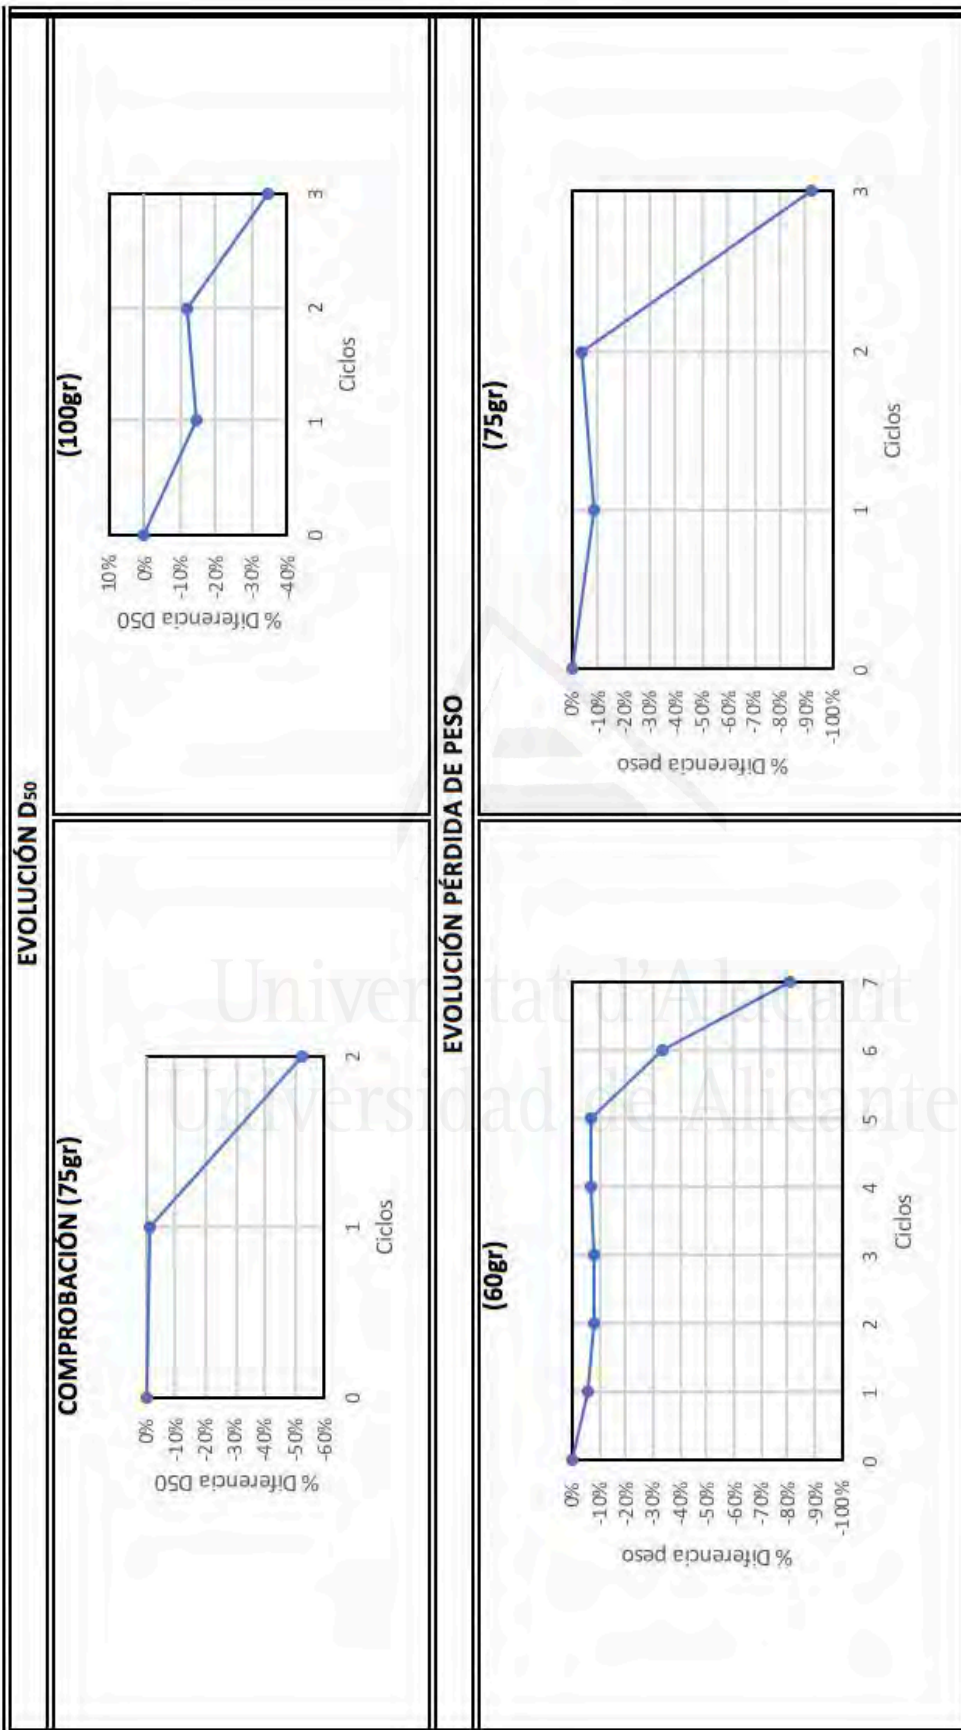 EVOLUCIÓN D50
COMPROBACIÓN (75gr)
0%
-10%
-20%
-30%
-40%
-50%
-60%
% Diferencia D50
0 1 2
Ciclos
(100gr)
10%
0%
-10%
-20%
-30%
-40%
% Diferencia D50
0 1 2 3
Ciclos
EVOLUCIÓN PÉRDIDA DE PESO
(60gr)
0%
-10%
-20%
-30%
-40%
-50%
-60%
-70%
-80%
-90%
-100%
% Diferencia peso
0 1 2 3 4 5 6 7
Ciclos
(75gr)
0%
-10%
-20%
-30%
-40%
-50%
-60%
-70%
-80%
-90%
-100%
% Diferencia peso
0 1 2 3
Ciclos
Universitat d'Alacant
Universidad de Alicante